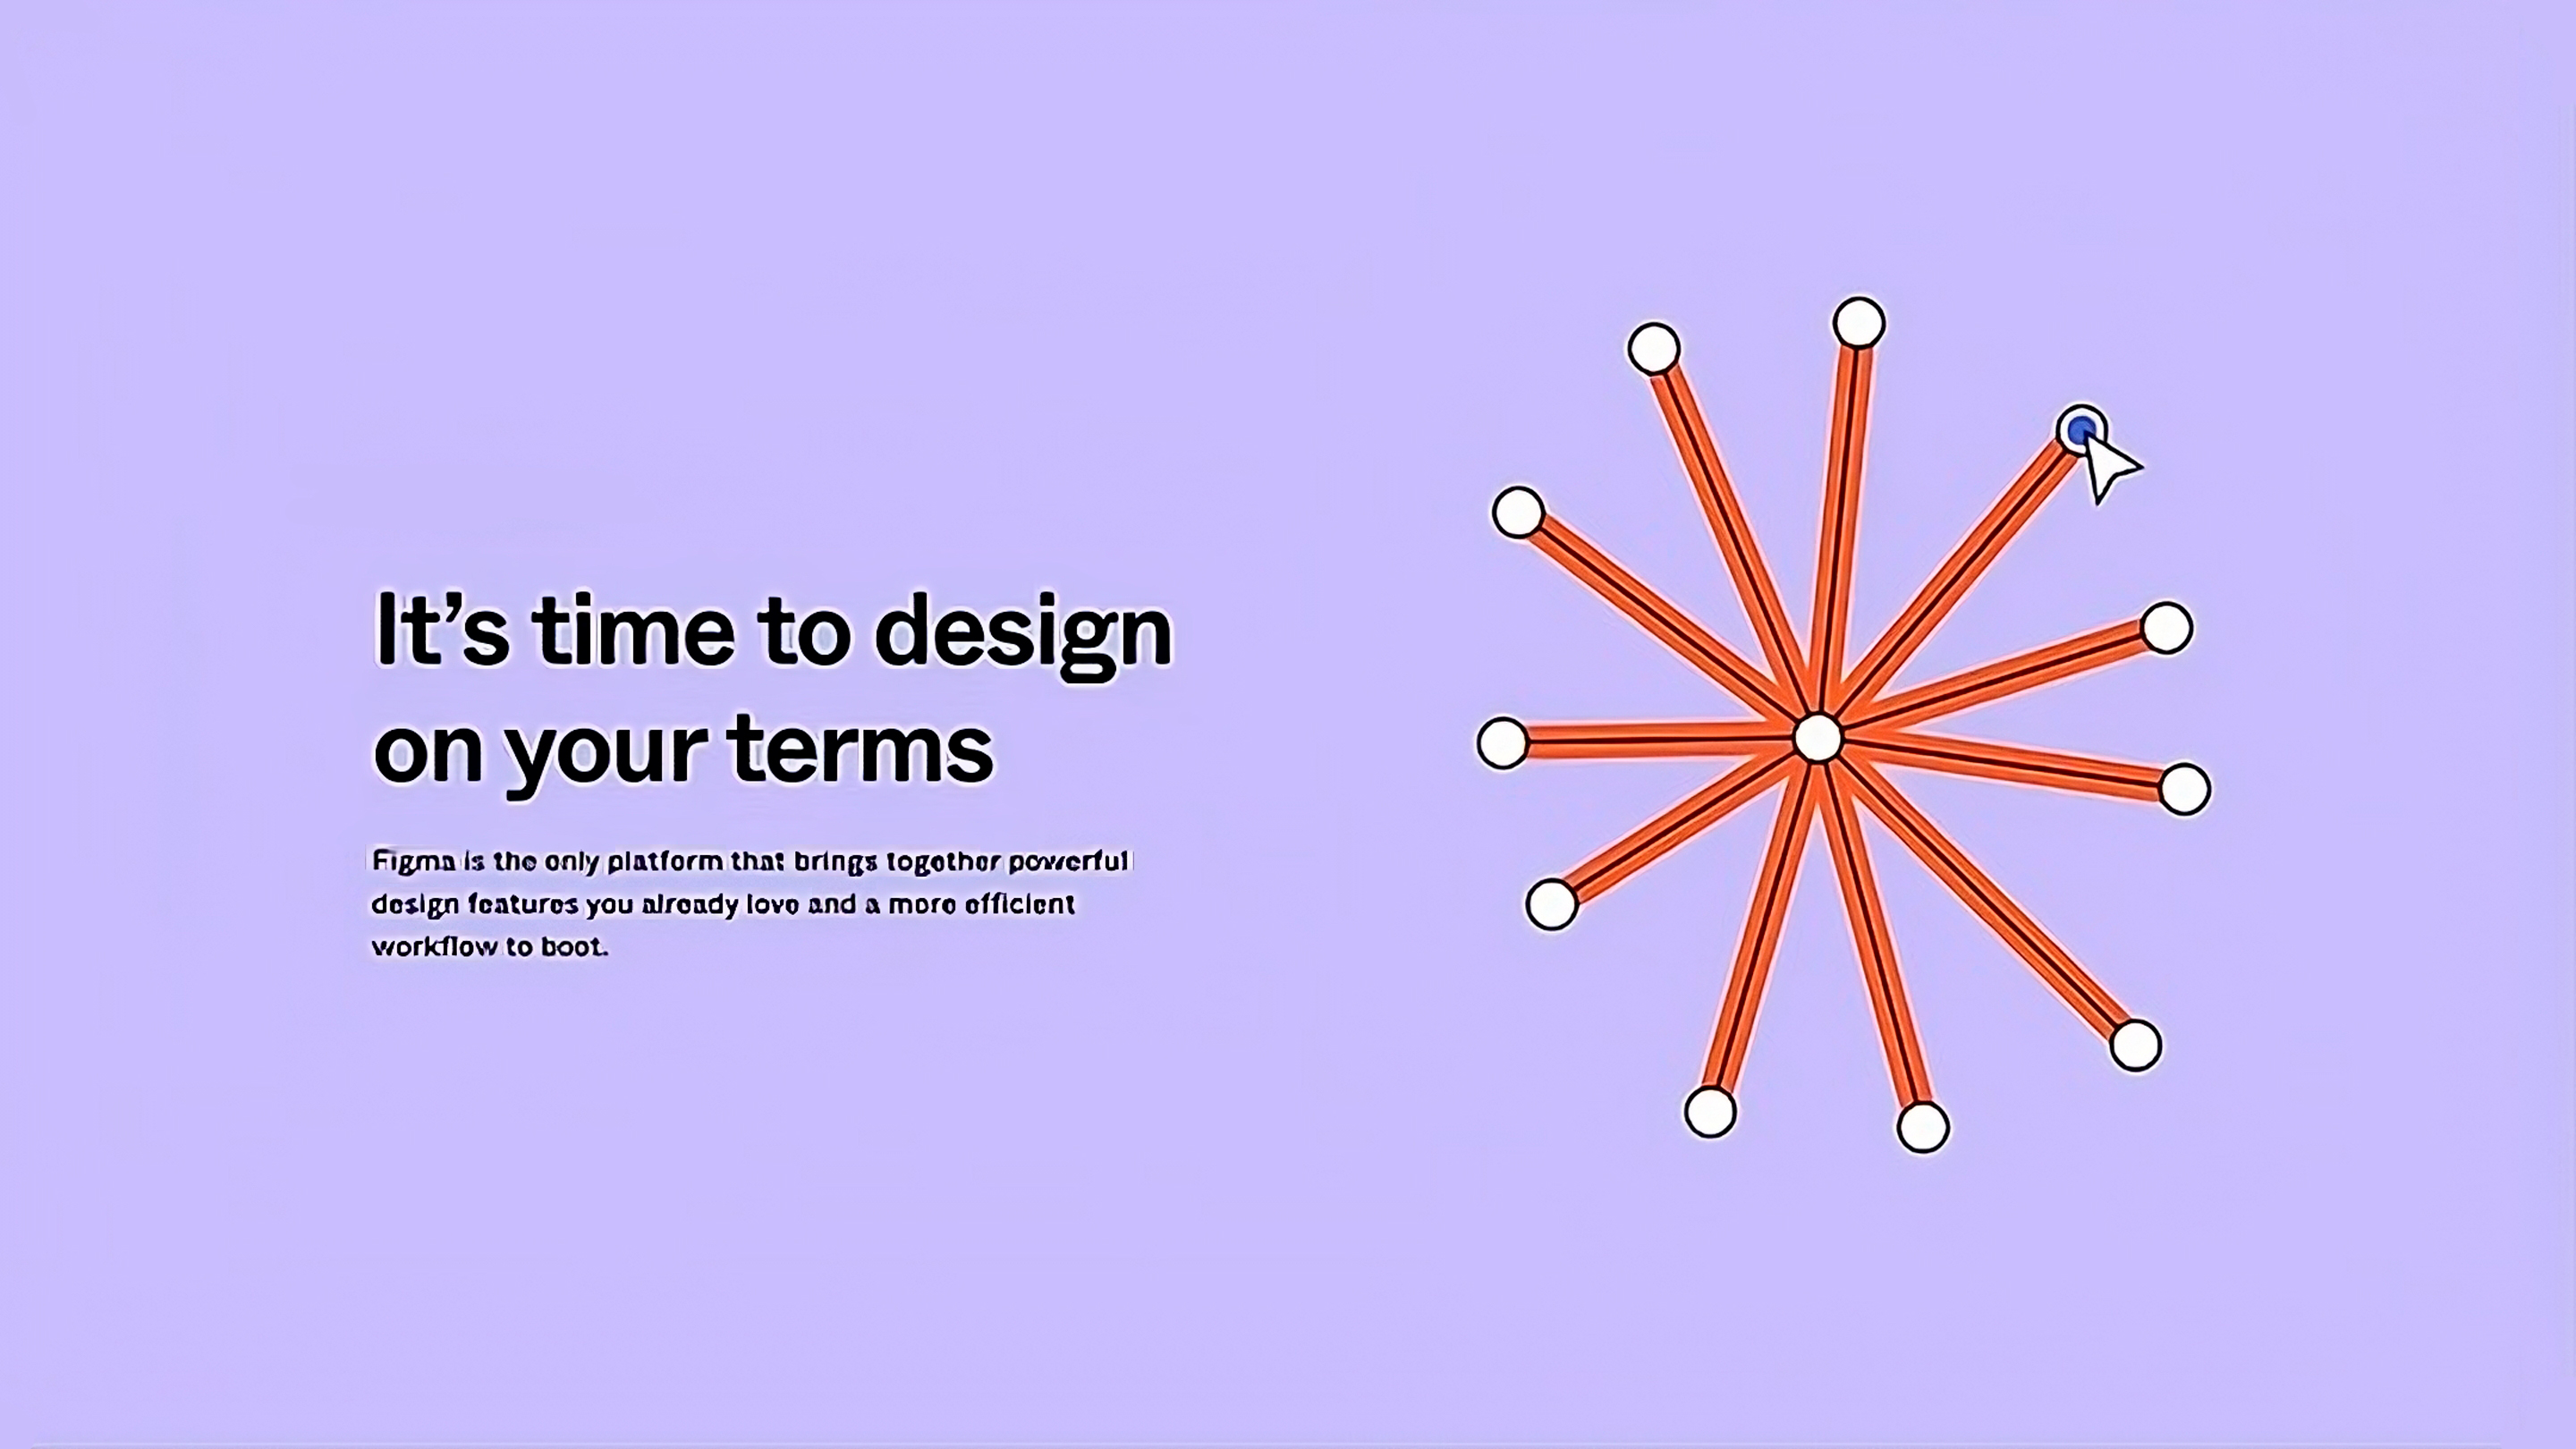 It’s time to design
on your terms
Figma is the only platform that brings together powerful
design features you already love and a more efficient
workflow to boot.